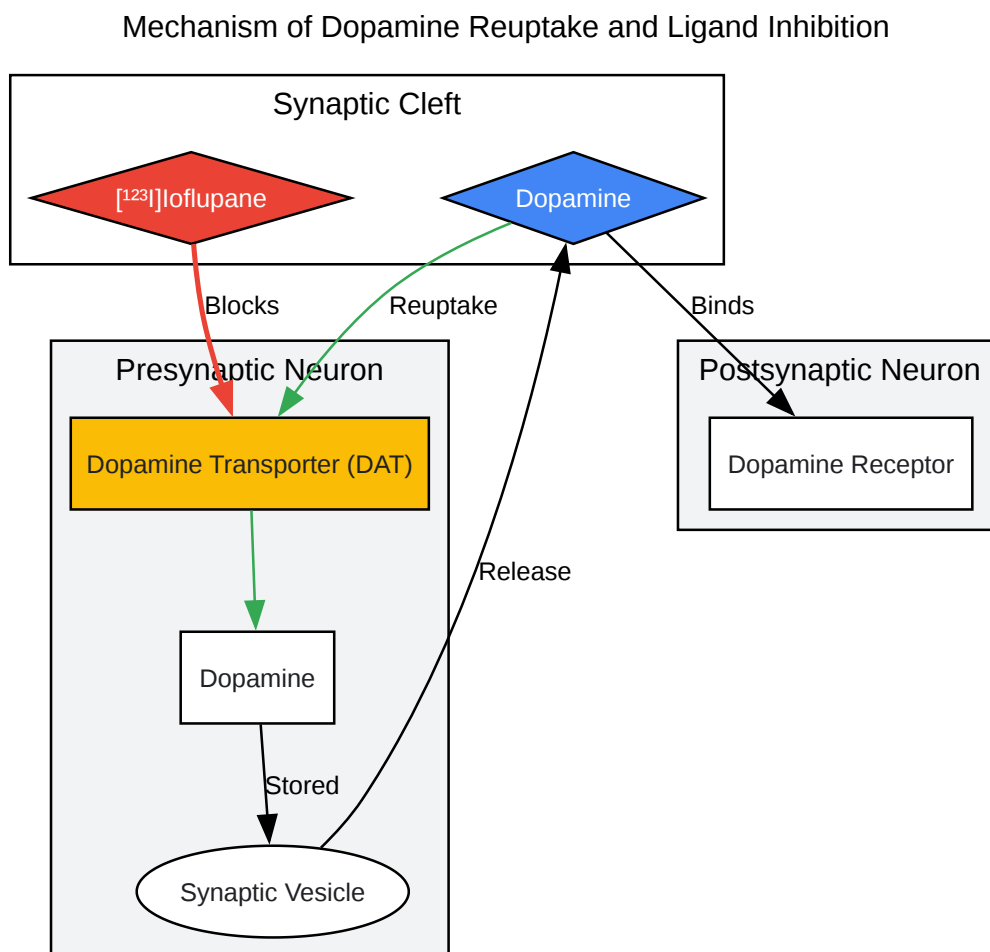 Mechanism of Dopamine Reuptake and Ligand Inhibition
Synaptic Cleft
[¹²³I]Ioflupane
Dopamine
Blocks
Reuptake
Binds
Presynaptic Neuron
Postsynaptic Neuron
Dopamine Transporter (DAT)
Dopamine Receptor
Release
Dopamine
Stored
Synaptic Vesicle